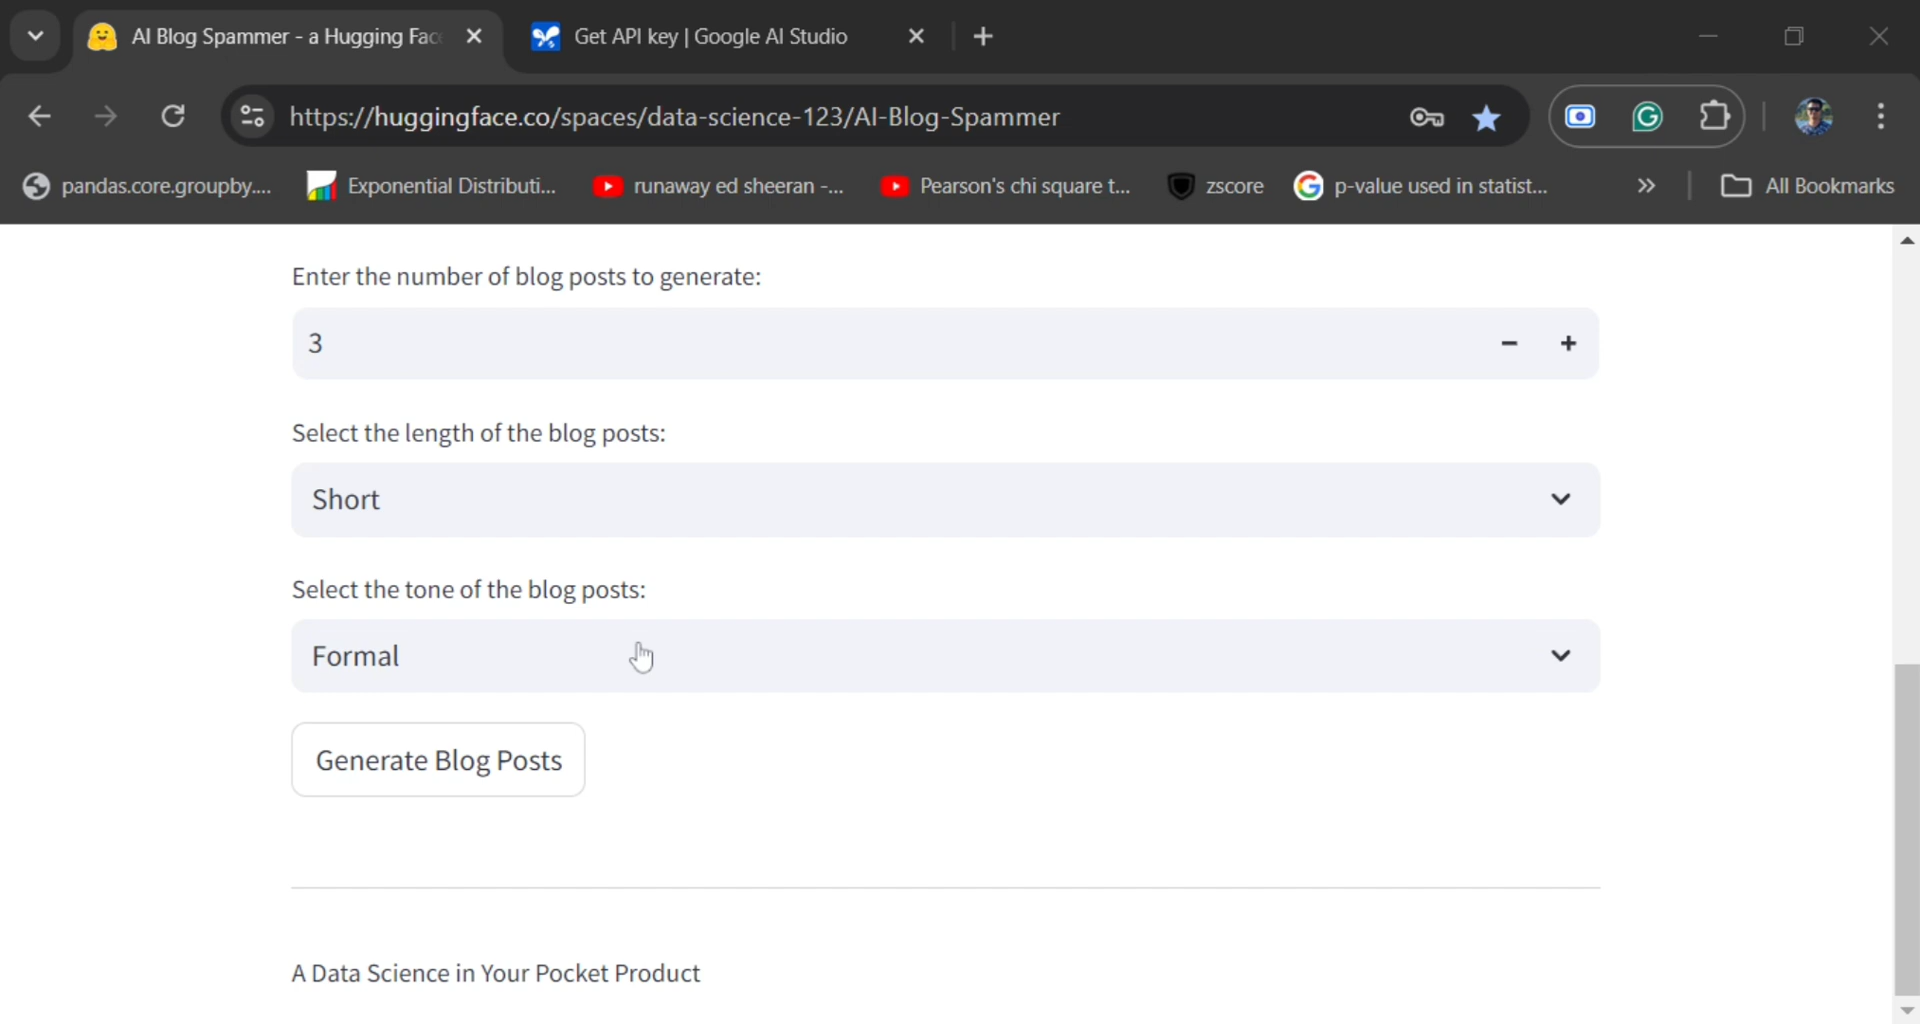 AI Blog Spammer - a Hugging Fac
Get API key | Google AI Studio
https://huggingface.co/spaces/data-science-123/AI-Blog-Spammer
pandas.core.groupby....
Exponential Distributi...
runaway ed sheeran -...
Pearson's chi square t...
zscore
p-value used in statist...
All Bookmarks
Enter the number of blog posts to generate:
3
Select the length of the blog posts:
Short
Select the tone of the blog posts:
Formal
Generate Blog Posts
A Data Science in Your Pocket Product